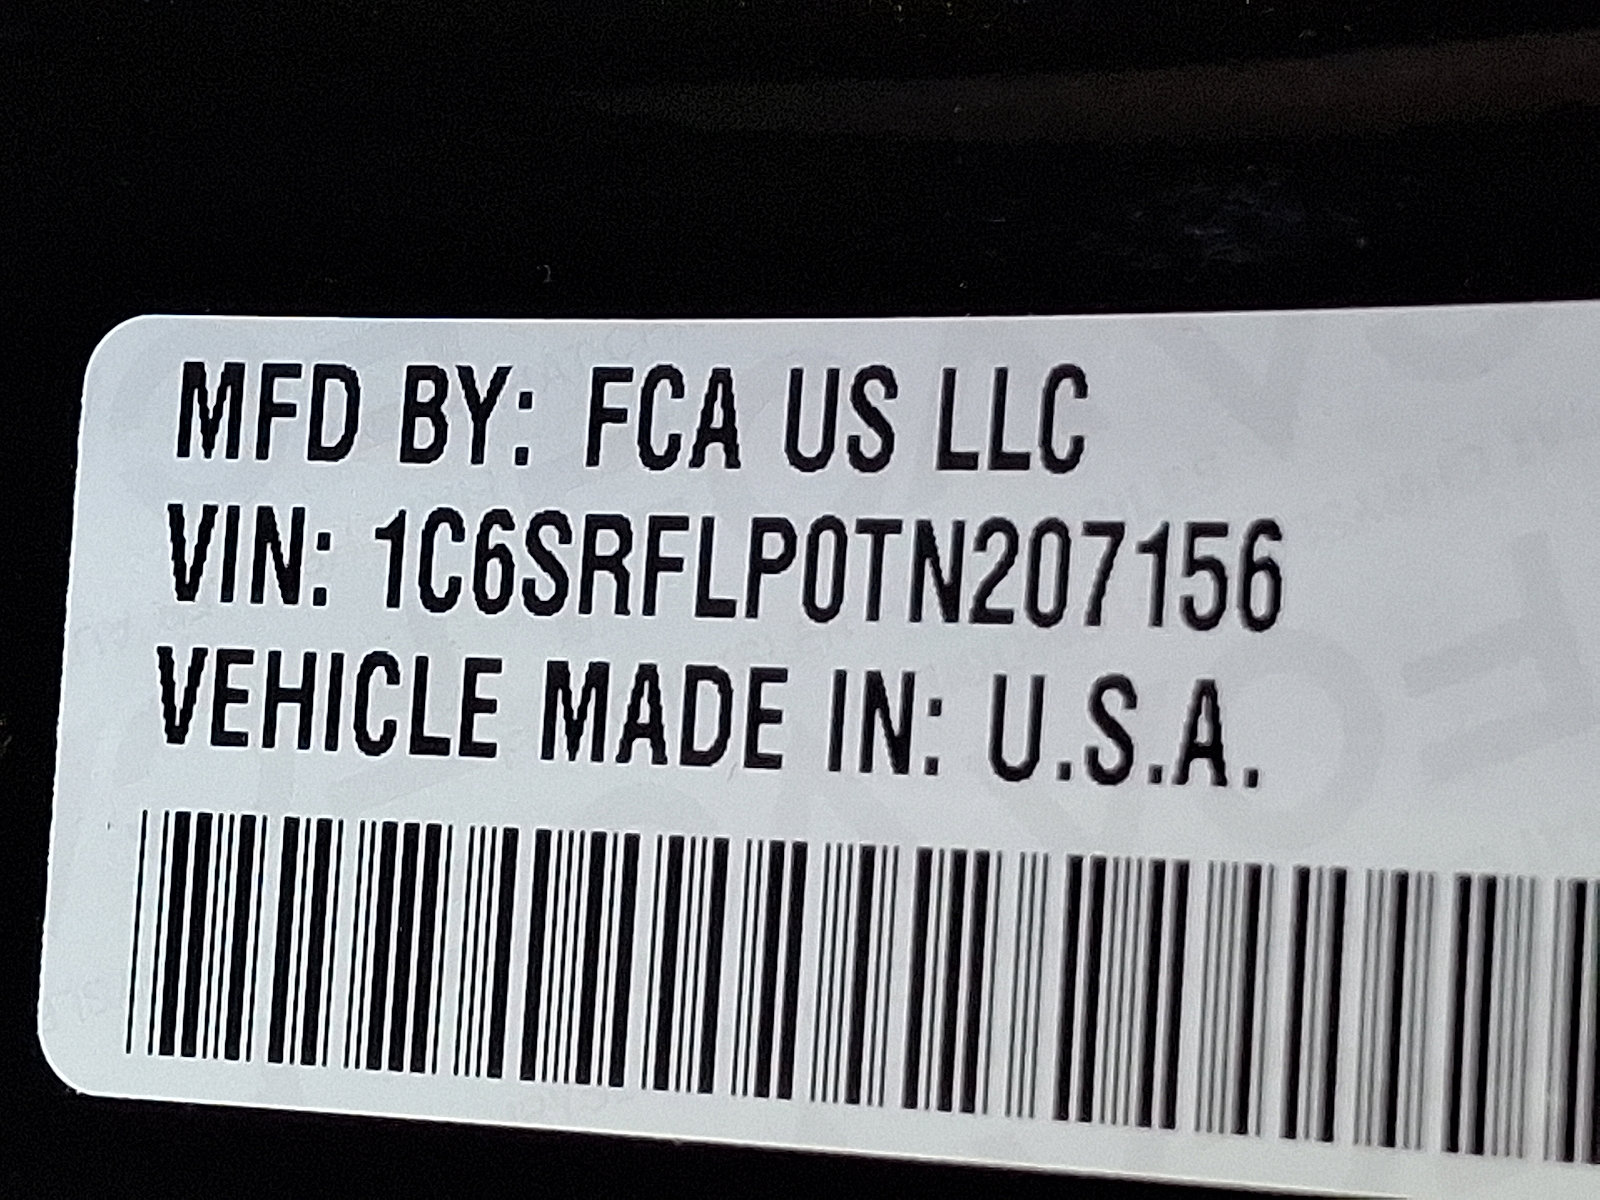 MFD BY: FCA US LLC
VIN: 1C6SRFLP0TN207156
VEHICLE MADE IN: U.S.A.